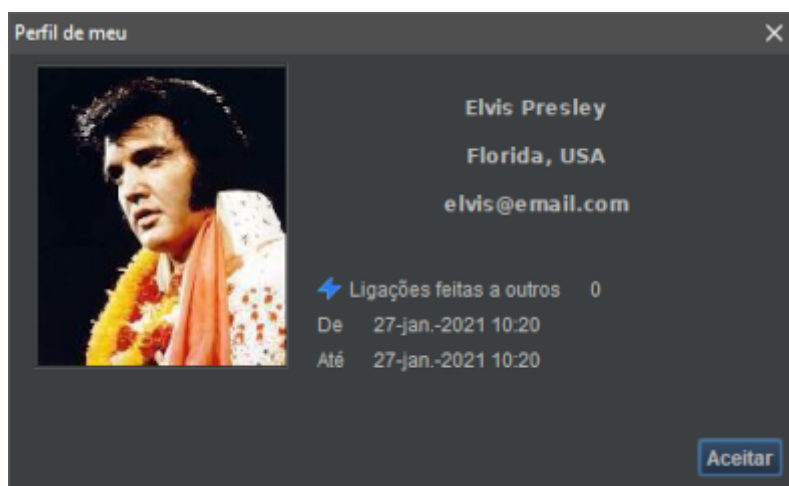 Perfil de meu
Elvis Presley
Florida, USA
elvis@email.com
Ligações feitas a outros 0
De 27-jan.-2021 10:20
Até 27-jan.-2021 10:20
Aceitar